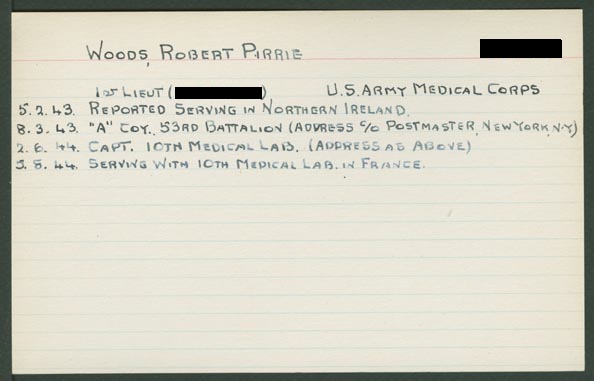 WOODS, ROBERT PIRRIE
1ST LIEUT ( ) U.S. ARMY MEDICAL CORPS
5.2.43. REPORTED SERVING IN NORTHERN IRELAND.
8.3.43. "A" COY. 53RD BATTALION (ADDRESS C/O POSTMASTER, NEW YORK, N.Y)
2.6.44. CAPT. 10TH MEDICAL LAB. (ADDRESS AS ABOVE)
5.8.44. SERVING WITH 10TH MEDICAL LAB. IN FRANCE.